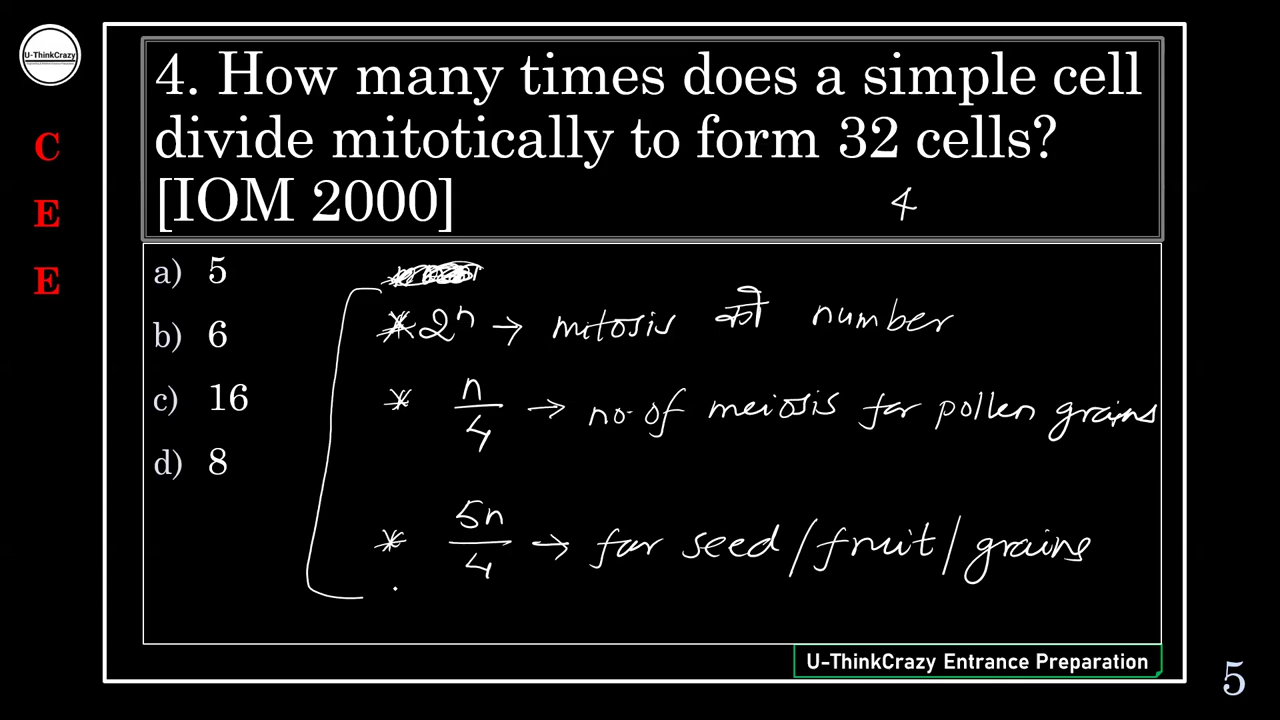 U-ThinkCrazy
C
E
E
4. How many times does a simple cell
divide mitotically to form 32 cells?
[IOM 2000]
4
a) 5
b) 6
c) 16
d) 8
* 2ⁿ → mitosis को number
* n/4 → no. of meiosis for pollen grains
* 5n/4 → for seed/fruit/grains
U-ThinkCrazy Entrance Preparation
5